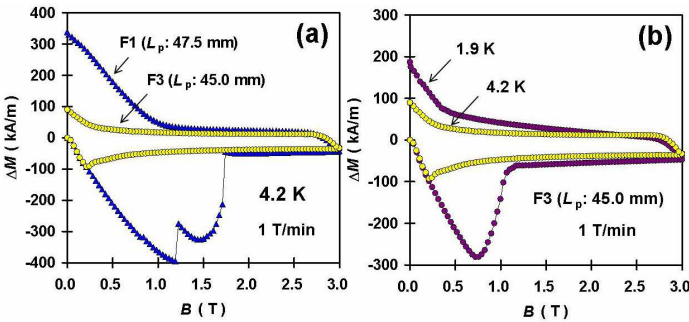 (a)
F1 (Lp: 47.5 mm)
F3 (Lp: 45.0 mm)
4.2 K
1 T/min
ΔM ( kA/m )
400
300
200
100
0
-100
-200
-300
-400
0.0 0.5 1.0 1.5 2.0 2.5 3.0
B ( T )
(b)
1.9 K
4.2 K
F3 (Lp: 45.0 mm)
1 T/min
ΔM ( kA/m )
300
200
100
0
-100
-200
-300
0.0 0.5 1.0 1.5 2.0 2.5 3.0
B ( T )